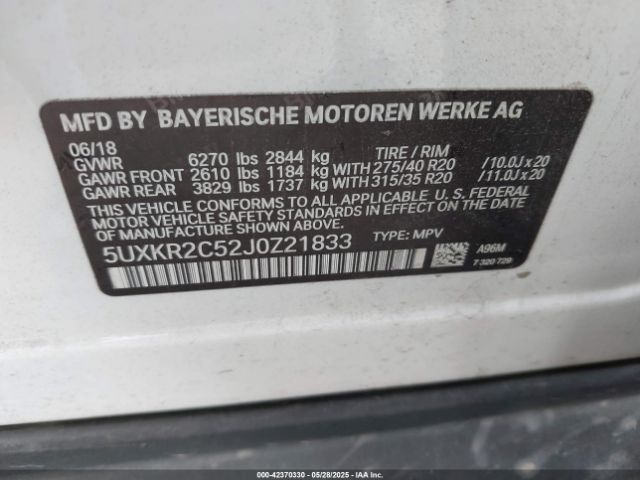 MFD BY BAYERISCHE MOTOREN WERKE AG
06/18
GVWR 6270 lbs 2844 kg TIRE / RIM
GAWR FRONT 2610 lbs 1184 kg WITH 275/40 R20 /10.0J x 20
GAWR REAR 3829 lbs 1737 kg WITH 315/35 R20 /11.0J x 20
THIS VEHICLE CONFORMS TO ALL APPLICABLE U. S. FEDERAL
MOTOR VEHICLE SAFETY STANDARDS IN EFFECT ON THE DATE
OF MANUFACTURE SHOWN ABOVE.
5UXKR2C52J0Z21833 TYPE: MPV A96M
7 320 729
000-42370330 - 05/28/2025 - IAAI.COM